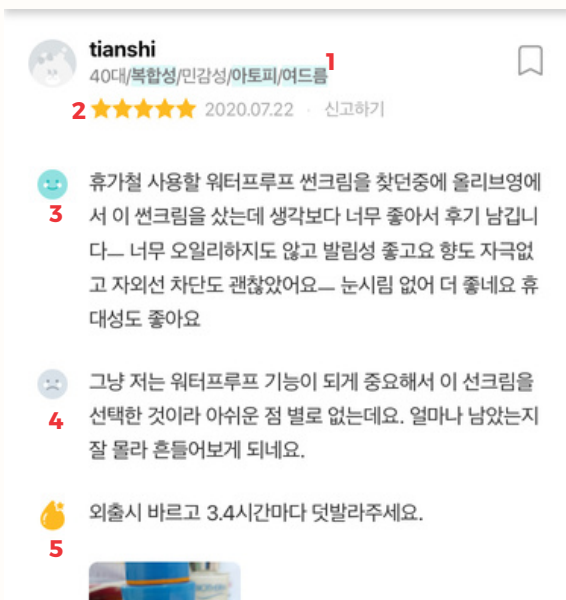 tianshi
40대/복합성/민감성/아토피/여드름
1
2
2020.07.22 · 신고하기
3
휴가철 사용할 워터프루프 썬크림을 찾던중에 올리브영에
서 이 썬크림을 샀는데 생각보다 너무 좋아서 후기 남깁니
다ㅡ 너무 오일리하지도 않고 발림성 좋고요 향도 자극없
고 자외선 차단도 괜찮았어요ㅡ 눈시림 없어 더 좋네요 휴
대성도 좋아요
4
그냥 저는 워터프루프 기능이 되게 중요해서 이 선크림을
선택한 것이라 아쉬운 점 별로 없는데요. 얼마나 남았는지
잘 몰라 흔들어보게 되네요.
5
외출시 바르고 3.4시간마다 덧발라주세요.